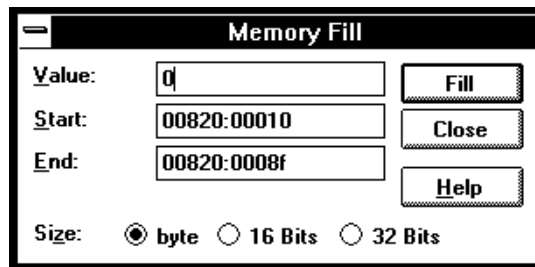 Memory Fill
Value: 0 Fill
Start: 00820:00010 Close
End: 00820:0008f
Help
Size: byte 16 Bits 32 Bits